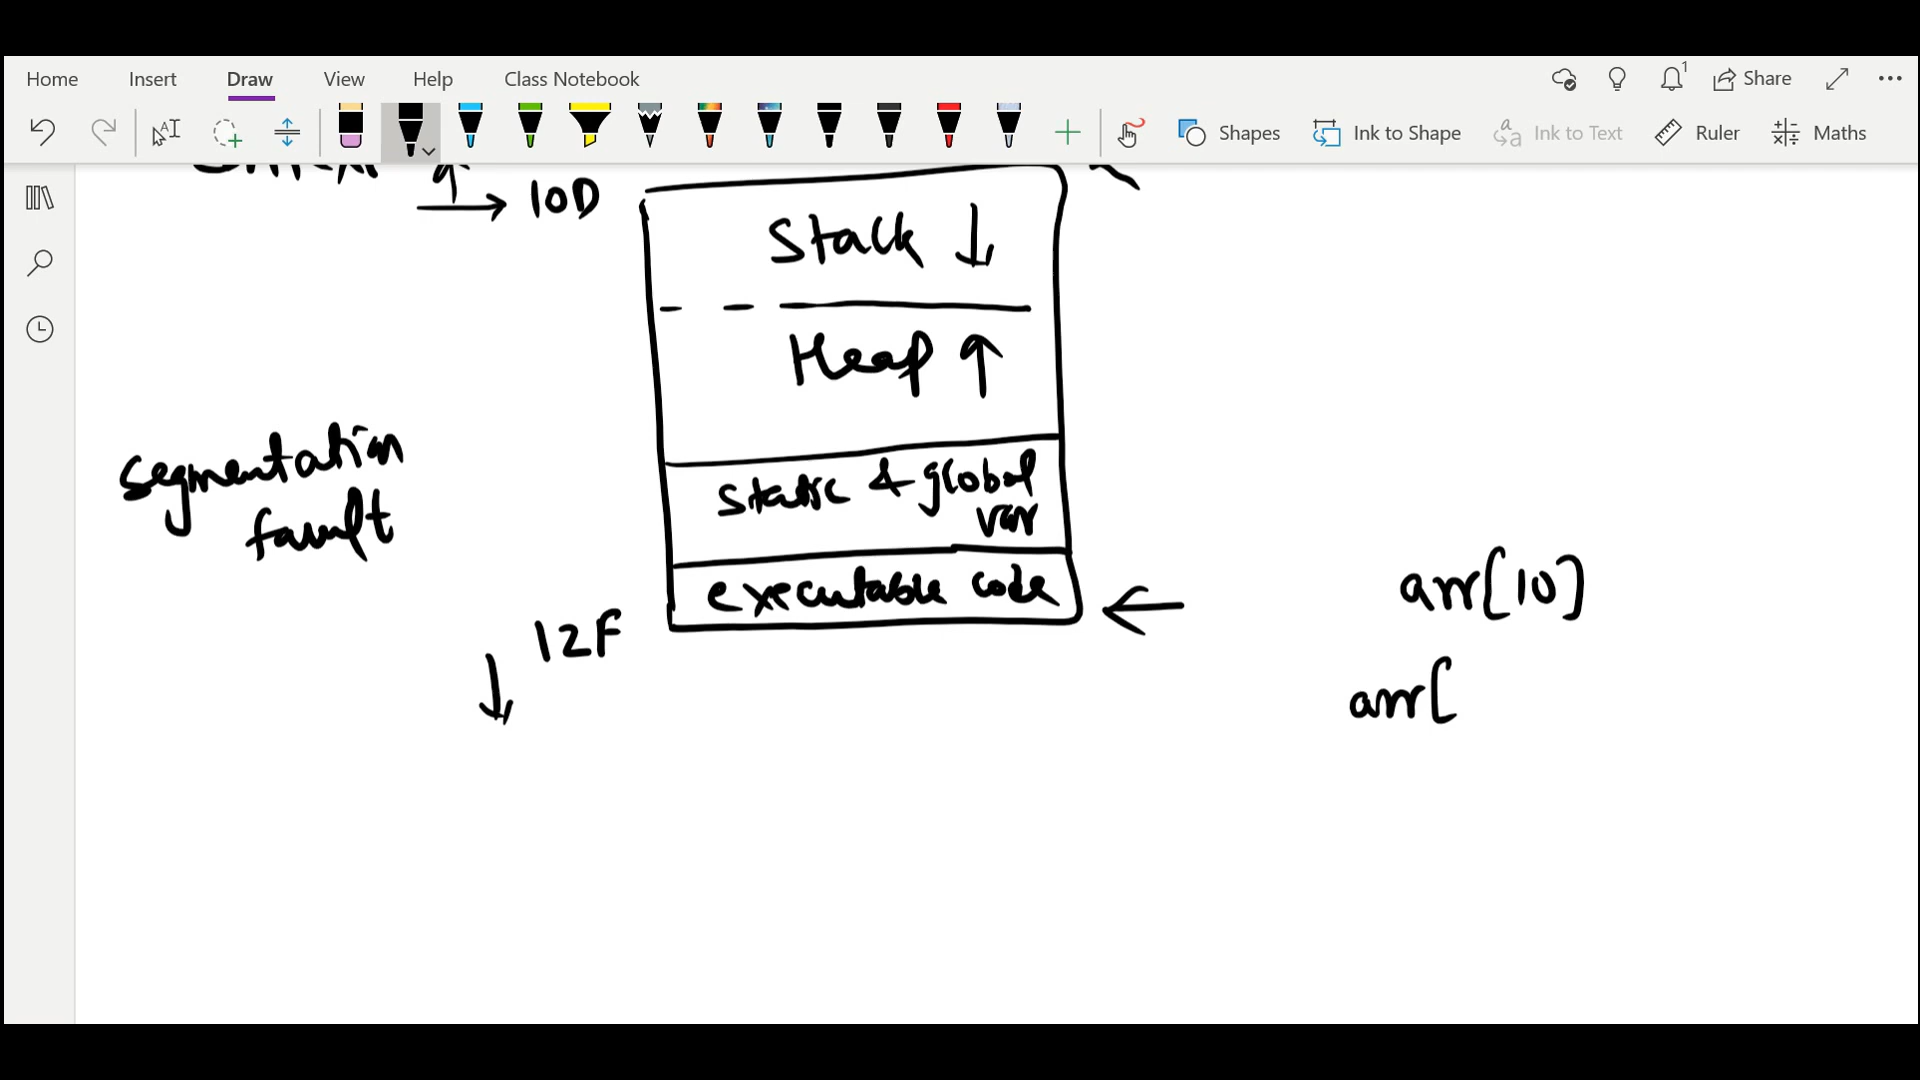 Home Insert Draw View Help Class Notebook 1 Share
Shapes Ink to Shape Ink to Text Ruler Maths
10D
Stack ↓
Heap ↑
segmentation
fault
static & global
var
executable code
12F
arr[10]
arr[